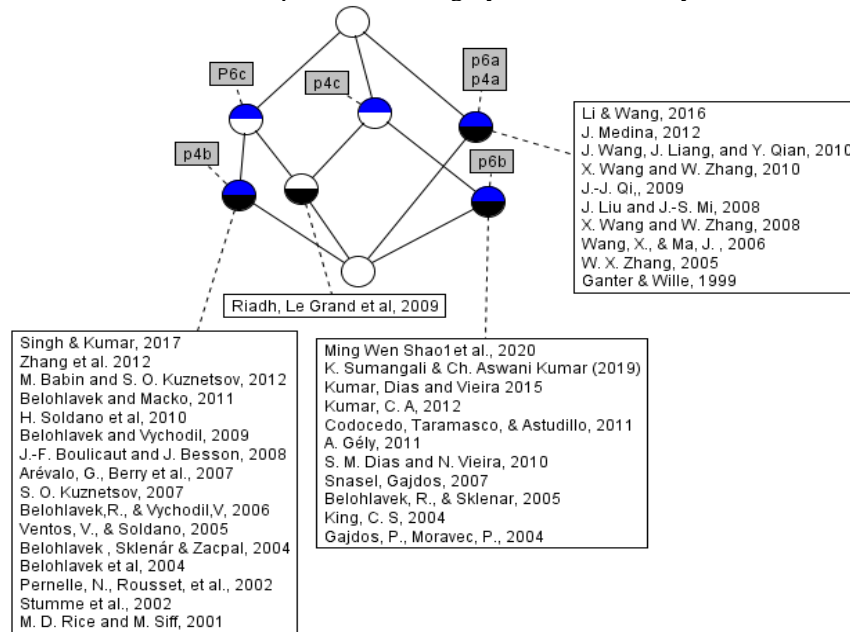 P6c
p4c
p6a
p4a
p4b
p6b
Li & Wang, 2016
J. Medina, 2012
J. Wang, J. Liang, and Y. Qian, 2010
X. Wang and W. Zhang, 2010
J.-J. Qi,, 2009
J. Liu and J.-S. Mi, 2008
X. Wang and W. Zhang, 2008
Wang, X., & Ma, J. , 2006
W. X. Zhang, 2005
Ganter & Wille, 1999
Riadh, Le Grand et al, 2009
Singh & Kumar, 2017
Zhang et al. 2012
M. Babin and S. O. Kuznetsov, 2012
Belohlavek and Macko, 2011
H. Soldano et al, 2010
Belohlavek and Vychodil, 2009
J.-F. Boulicaut and J. Besson, 2008
Arévalo, G., Berry et al., 2007
S. O. Kuznetsov, 2007
Belohlavek,R., & Vychodil,V, 2006
Ventos, V., & Soldano, 2005
Belohlavek , Sklenár & Zacpal, 2004
Belohlavek et al, 2004
Pernelle, N., Rousset, et al., 2002
Stumme et al., 2002
M. D. Rice and M. Siff, 2001
Ming Wen Shao1et al., 2020
K. Sumangali & Ch. Aswani Kumar (2019)
Kumar, Dias and Vieira 2015
Kumar, C. A, 2012
Codocedo, Taramasco, & Astudillo, 2011
A. Gély, 2011
S. M. Dias and N. Vieira, 2010
Snasel, Gajdos, 2007
Belohlavek, R., & Sklenar, 2005
King, C. S, 2004
Gajdos, P., Moravec, P., 2004